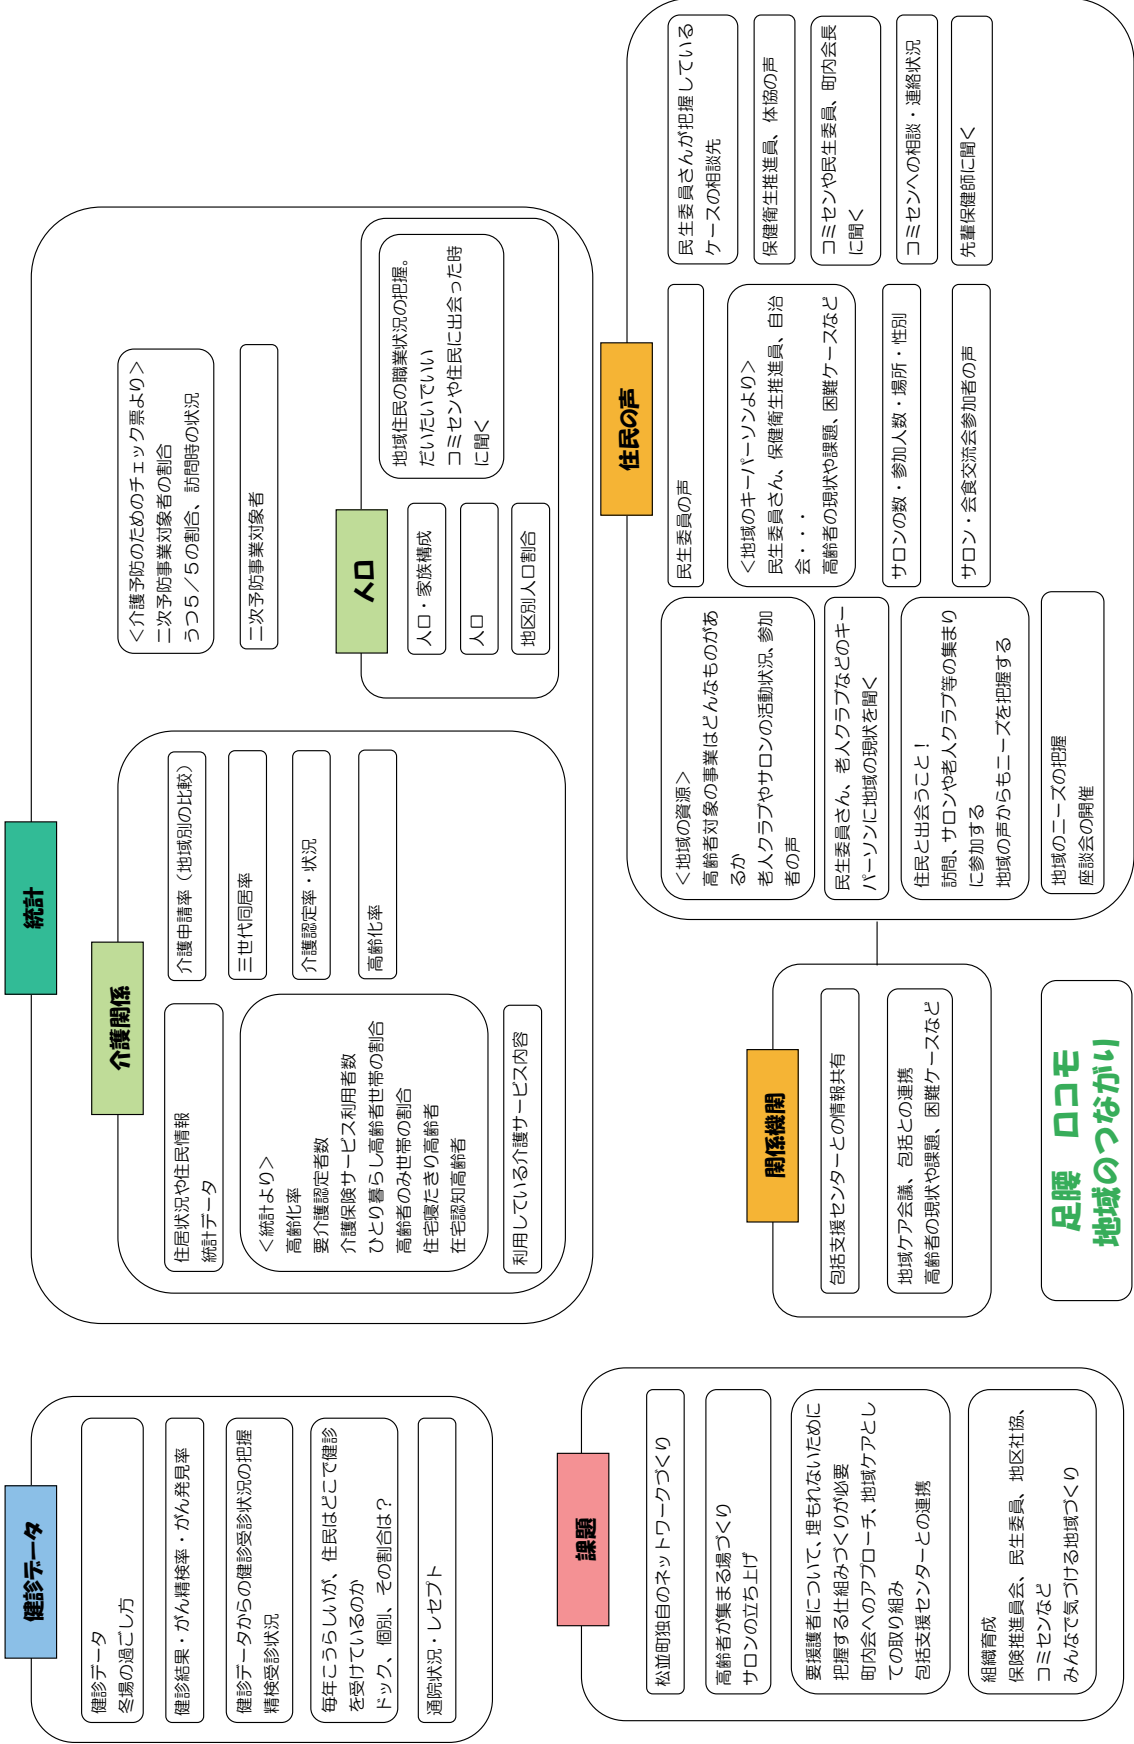 健診データ
健診データ
冬場の過ごし方
健診結果・がん精検率・がん発見率
健診データからの健診受診状況の把握
精検受診状況
毎年こうらしいが、住民はどこで健診
を受けているのか
ドック、個別、その割合は？
通院状況・レセプト
統計
介護関係
住居状況や住民情報
統計データ
＜統計より＞
高齢化率
要介護認定者数
介護保険サービス利用者数
ひとり暮らし高齢者世帯の割合
高齢者のみ世帯の割合
住宅寝たきり高齢者
在宅認知高齢者
利用している介護サービス内容
介護申請率（地域別の比較）
三世代同居率
介護認定率・状況
高齢化率
＜介護予防のためのチェック票より＞
二次予防事業対象者の割合
うつ５／５の割合、訪問時の状況
二次予防事業対象者
人口
人口・家族構成
人口
地区別人口割合
地域住民の職業状況の把握。
だいたいでいい
コミセンや住民に出会った時
に聞く
課題
松並町独自のネットワークづくり
高齢者が集まる場づくり
サロンの立ち上げ
要援護者について、埋もれないために
把握する仕組みづくりが必要
町内会へのアプローチ、地域ケアとし
ての取り組み
包括支援センターとの連携
組織育成
保険推進員会、民生委員、地区社協、
コミセンなど
みんなで気づける地域づくり
関係機関
包括支援センターとの情報共有
地域ケア会議、包括との連携
高齢者の現状や課題、困難ケースなど
足腰　ロコモ
地域のつながり
住民の声
＜地域の資源＞
高齢者対象の事業はどんなものがあ
るか
老人クラブやサロンの活動状況、参加
者の声
民生委員さん、老人クラブなどのキー
パーソンに地域の現状を聞く
住民と出会うこと！
訪問、サロンや老人クラブ等の集まり
に参加する
地域の声からもニーズを把握する
地域のニーズの把握
座談会の開催
民生委員の声
＜地域のキーパーソンより＞
民生委員さん、保健衛生推進員、自治
会・・・
高齢者の現状や課題、困難ケースなど
サロンの数・参加人数・場所・性別
サロン・会食交流会参加者の声
民生委員さんが把握している
ケースの相談先
保健衛生推進員、体協の声
コミセンや民生委員、町内会長
に聞く
コミセンへの相談・連絡状況
先輩保健師に聞く